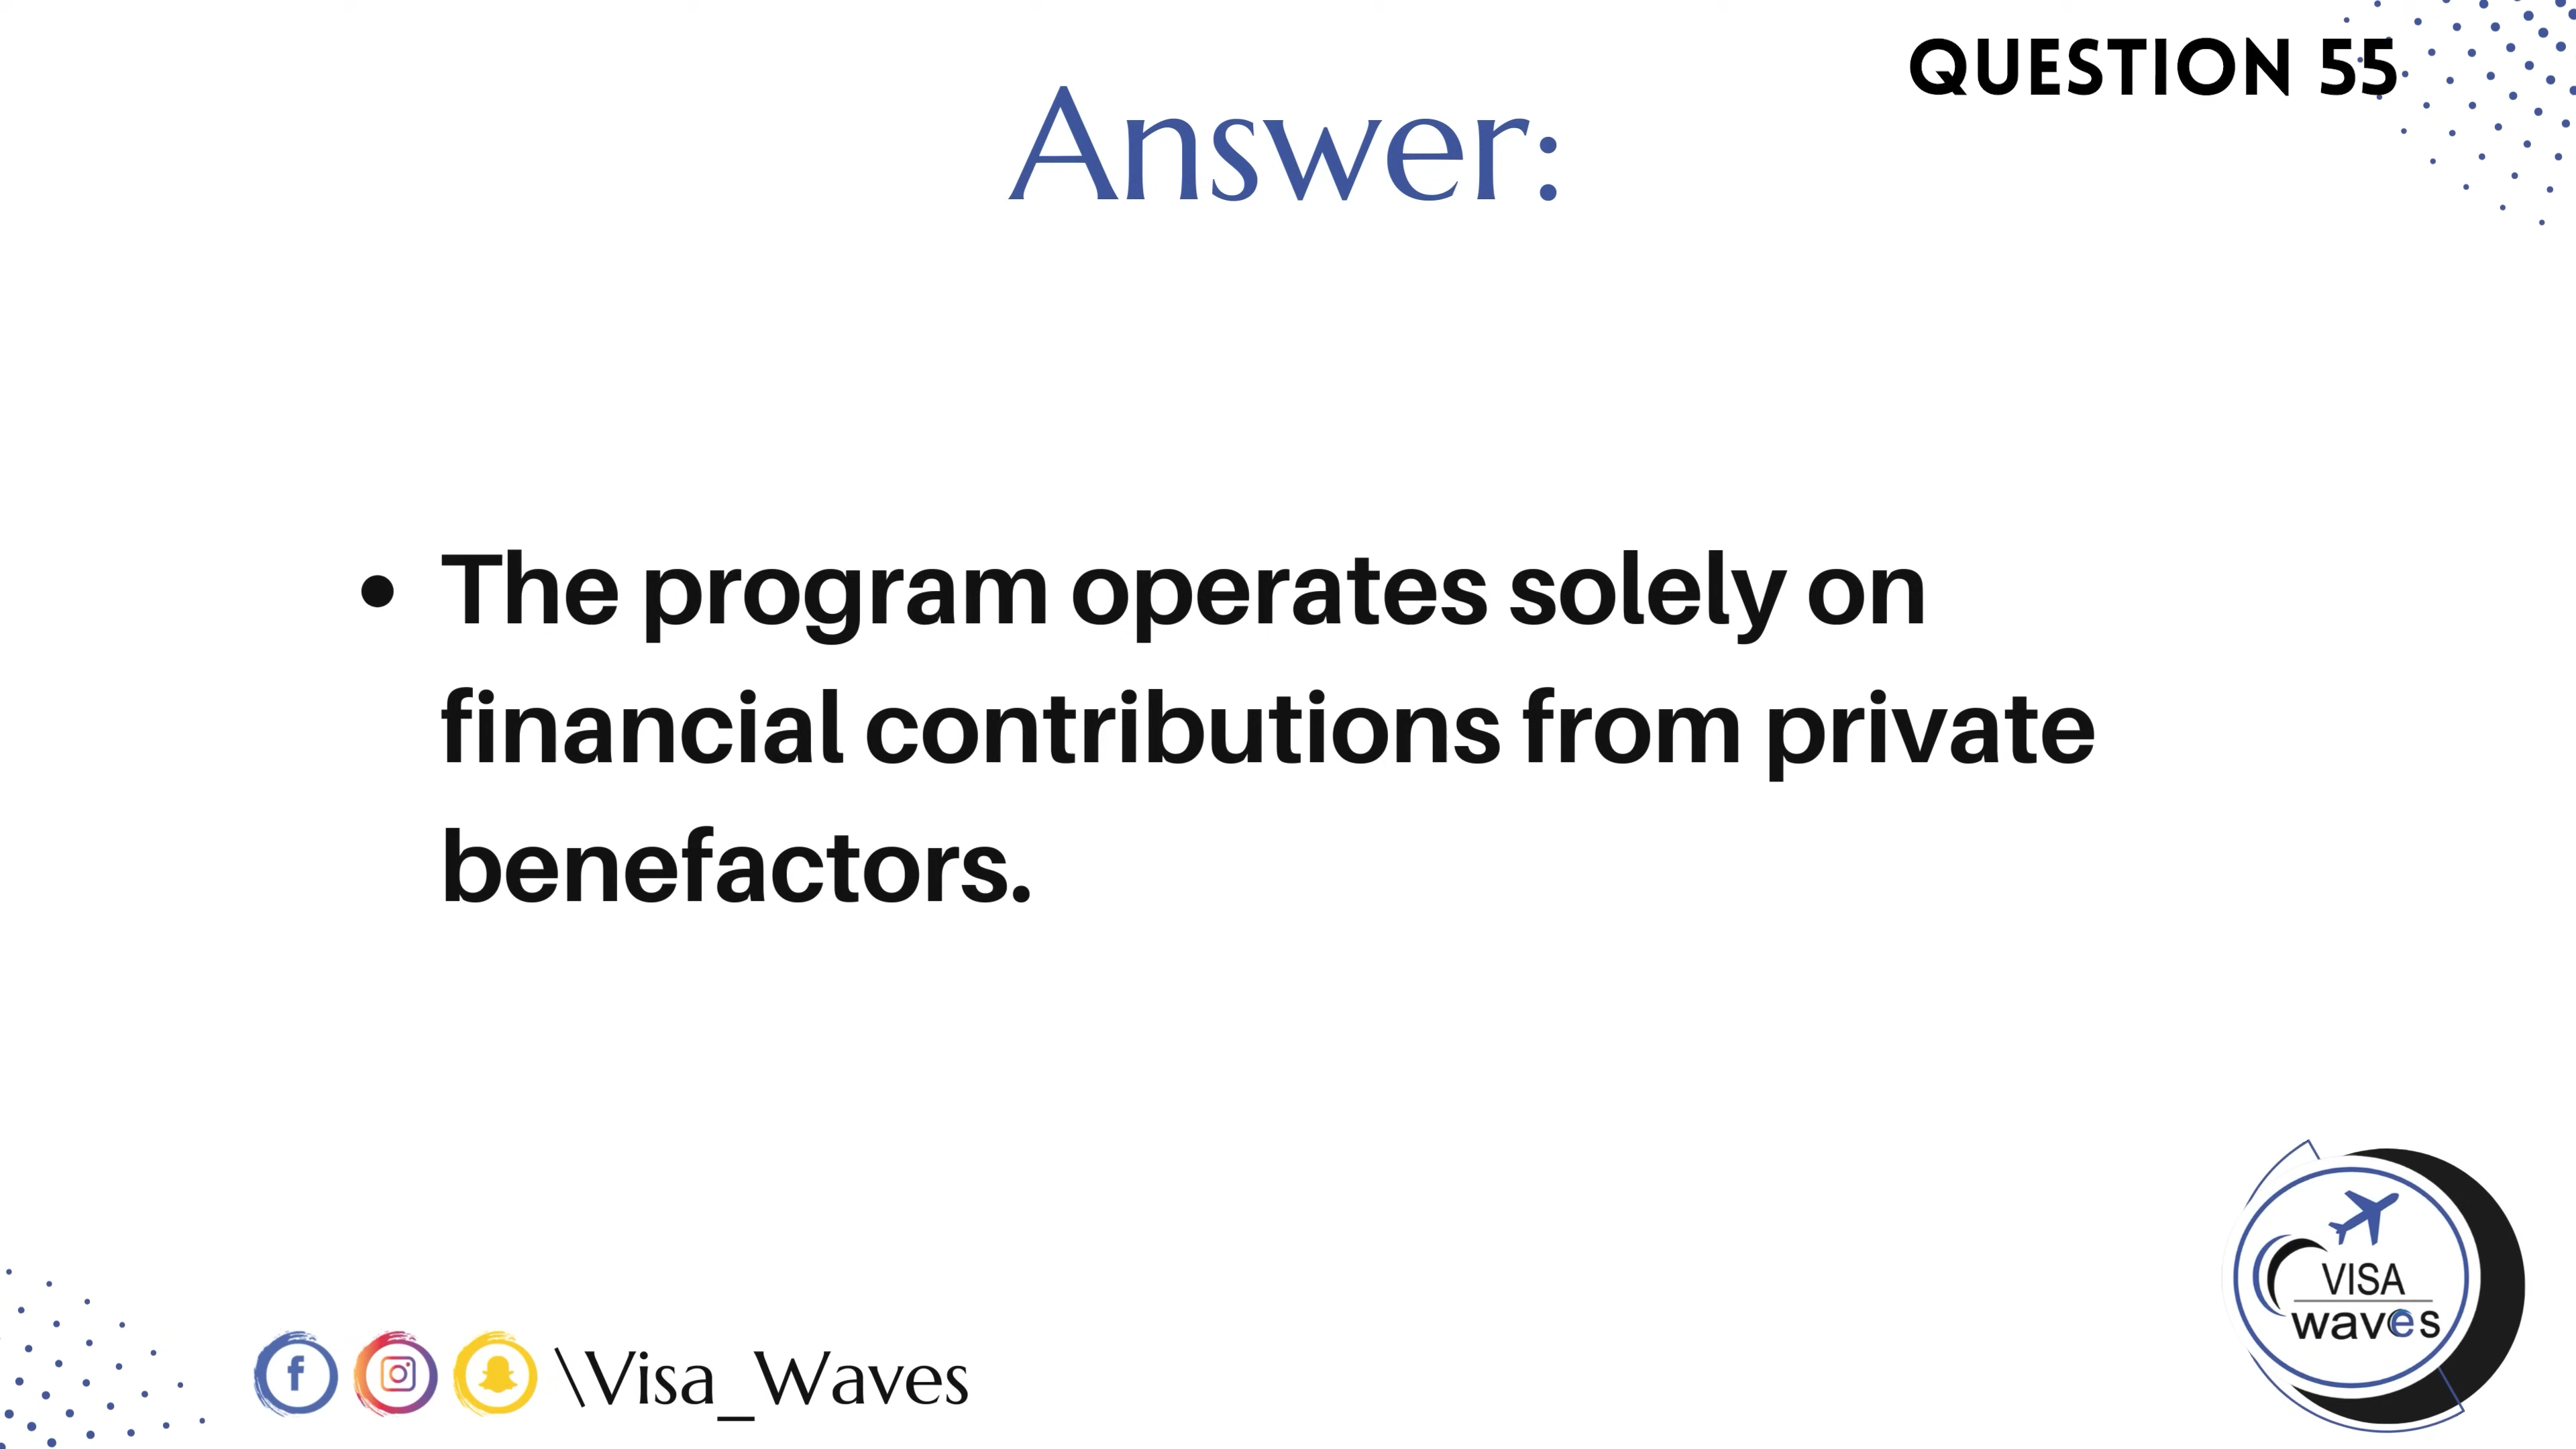 QUESTION 55
Answer:
• The program operates solely on
financial contributions from private
benefactors.
VISA
waves
\Visa_Waves